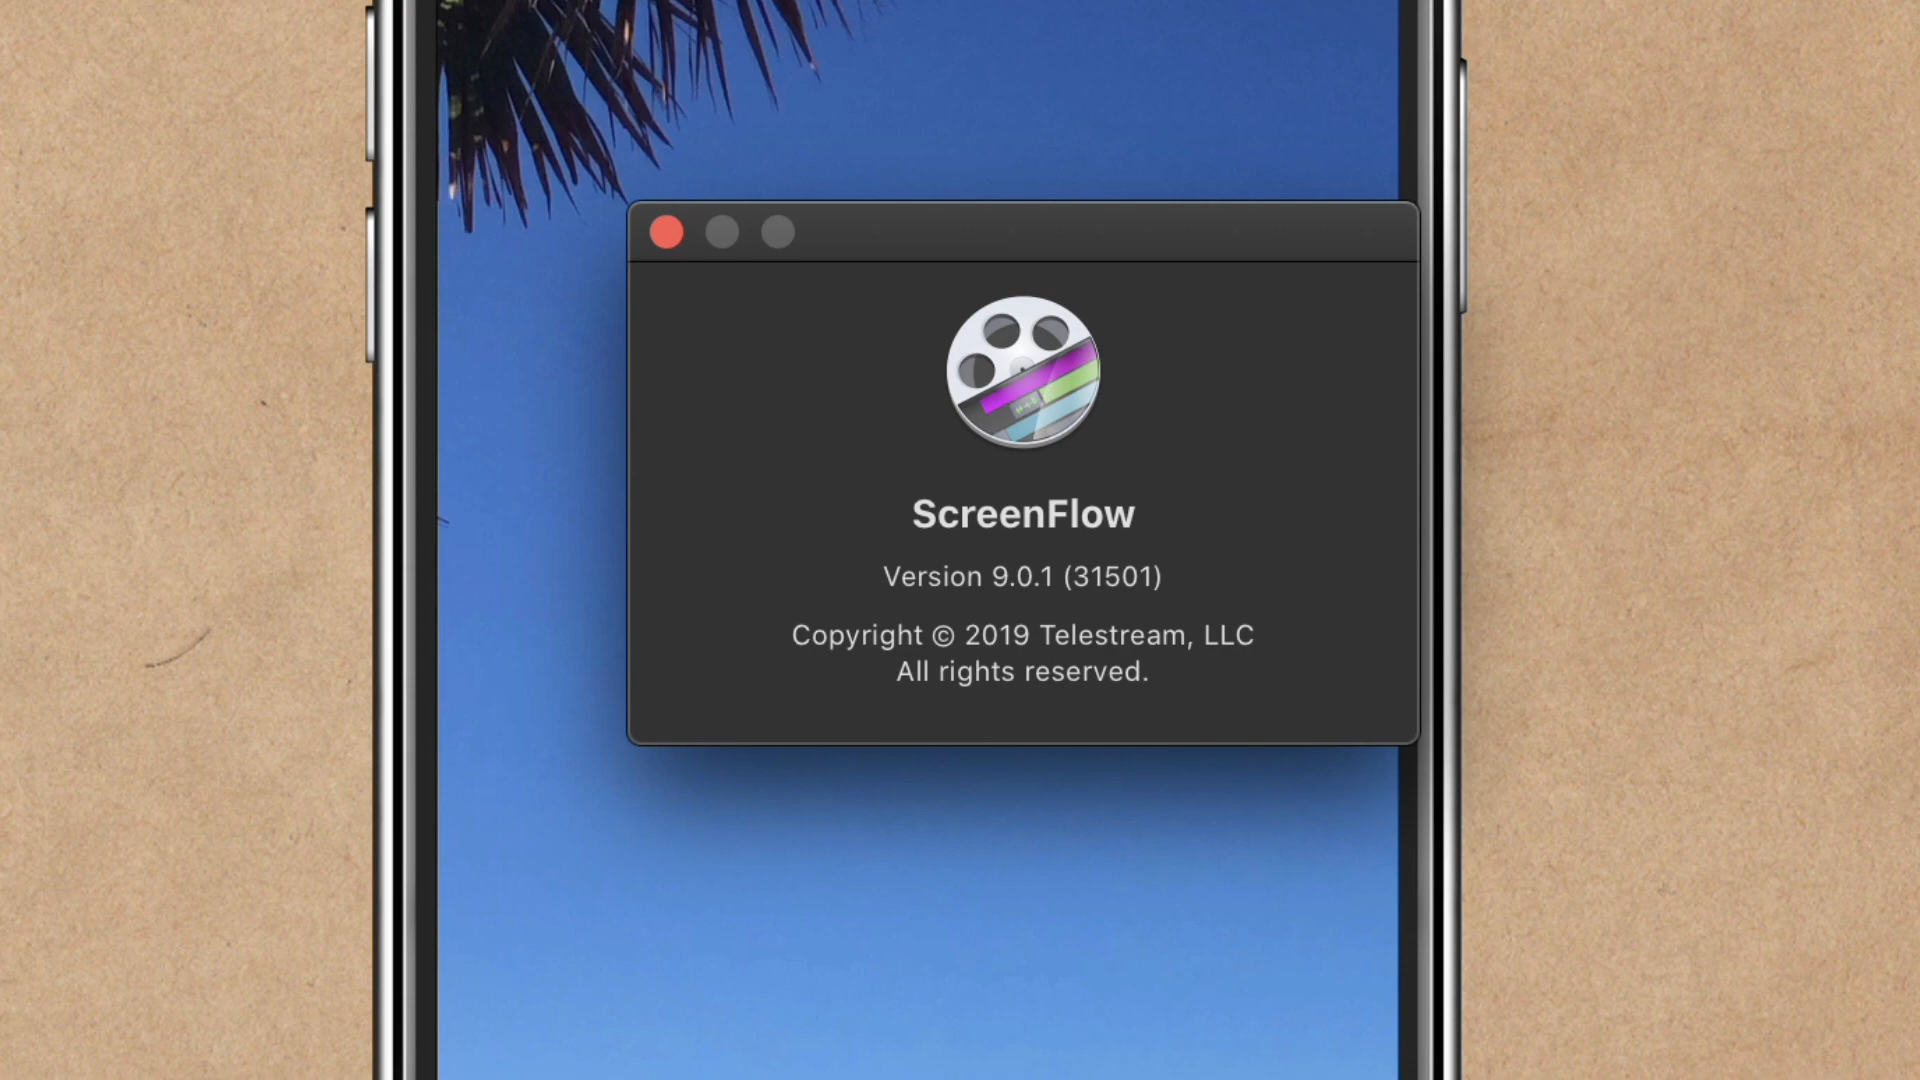 ScreenFlow
Version 9.0.1 (31501)
Copyright © 2019 Telestream, LLC
All rights reserved.